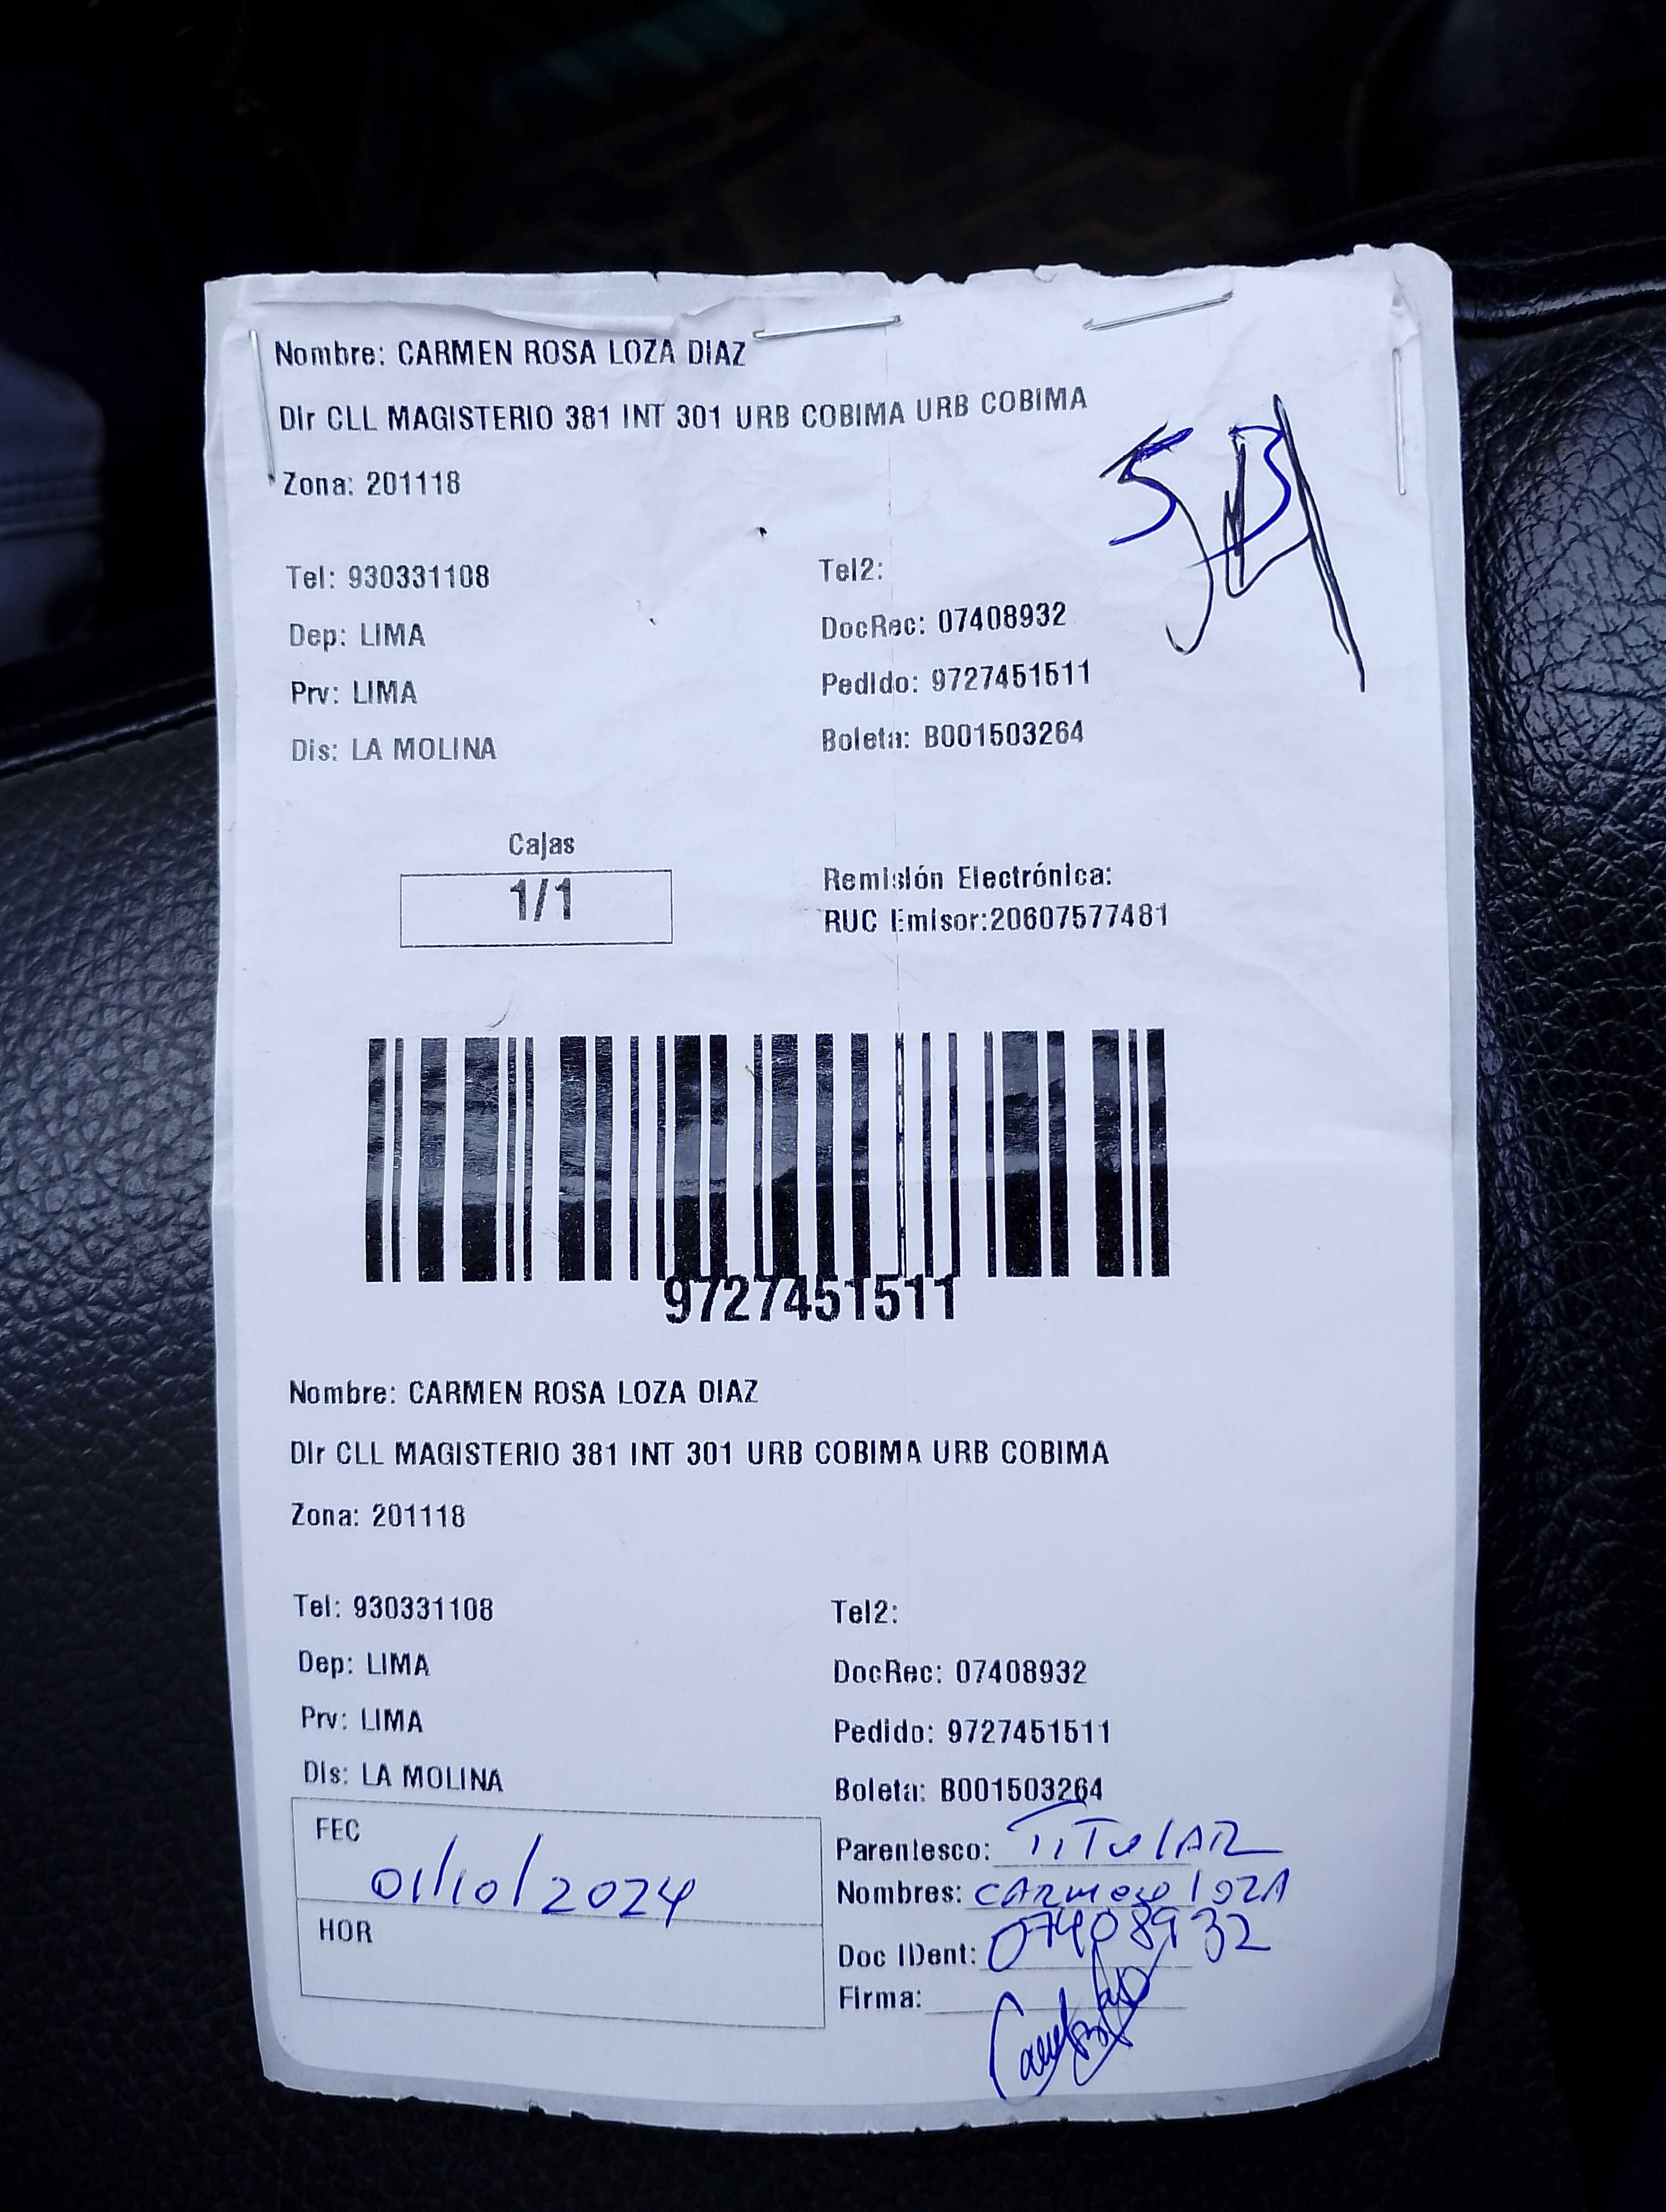 Nombre: CARMEN ROSA LOZA DIAZ
Dir CLL MAGISTERIO 381 INT 301 URB COBIMA URB COBIMA
Zona: 201118
Tel: 930331108
Tel2:
Dep: LIMA
DocRec: 07408932
Prv: LIMA
Pedido: 9727451511
Dis: LA MOLINA
Boleta: B001503264
Cajas
1/1
Remisión Electrónica:
RUC Emisor:20607577481
9727451511
Nombre: CARMEN ROSA LOZA DIAZ
Dir CLL MAGISTERIO 381 INT 301 URB COBIMA URB COBIMA
Zona: 201118
Tel: 930331108
Tel2:
Dep: LIMA
DocRec: 07408932
Prv: LIMA
Pedido: 9727451511
Dis: LA MOLINA
Boleta: B001503264
FEC
01/10/2024
HOR
Parentesco: TITULAR
Nombres: CARMEN LOZA
Doc IDent: 07408932
Firma: